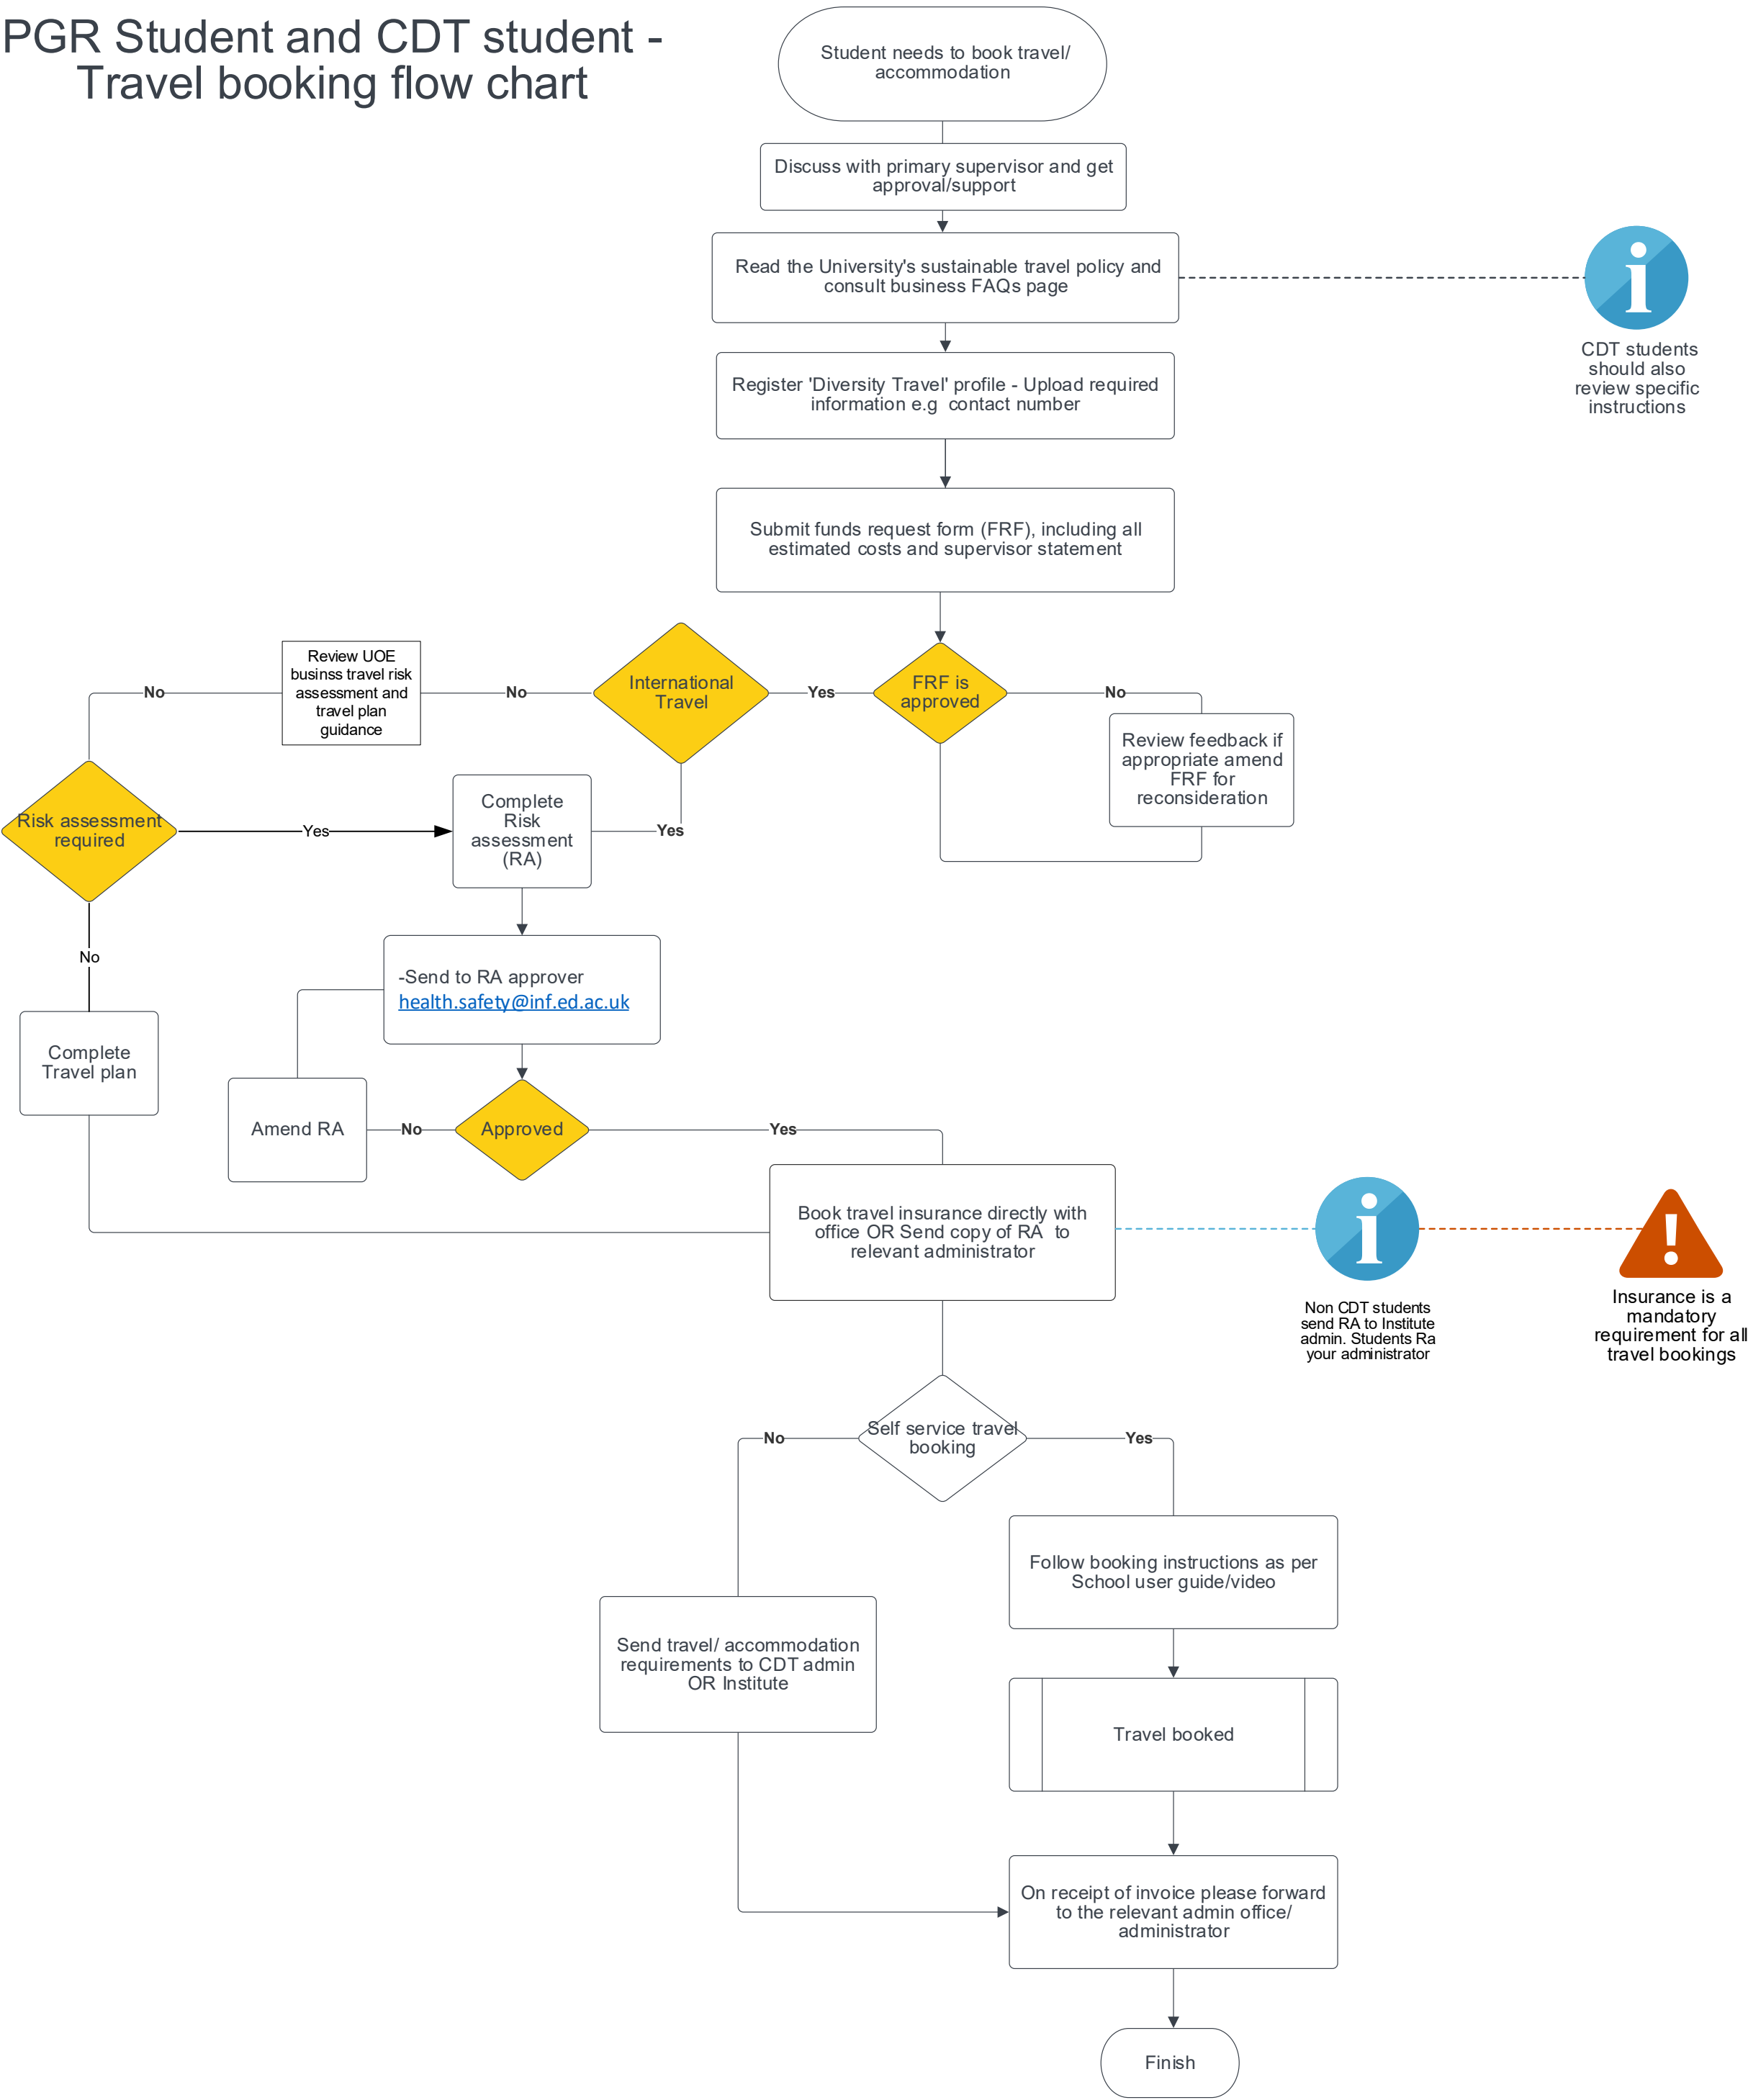 PGR Student and CDT student -
Travel booking flow chart
Student needs to book travel/
accommodation
Discuss with primary supervisor and get
approval/support
Read the University's sustainable travel policy and
consult business FAQs page
CDT students
should also
review specific
instructions
Register 'Diversity Travel' profile - Upload required
information e.g  contact number
Submit funds request form (FRF), including all
estimated costs and supervisor statement
FRF is
approved
Yes
No
Review feedback if
appropriate amend
FRF for
reconsideration
International
Travel
No
Review UOE
businss travel risk
assessment and
travel plan
guidance
No
Yes
Risk assessment
required
Yes
Complete
Risk
assessment
(RA)
No
Complete
Travel plan
-Send to RA approver
health.safety@inf.ed.ac.uk
Approved
No
Amend RA
Yes
Book travel insurance directly with
office OR Send copy of RA  to
relevant administrator
Non CDT students
send RA to Institute
admin. Students Ra
your administrator
Insurance is a
mandatory
requirement for all
travel bookings
Self service travel
booking
No
Yes
Follow booking instructions as per
School user guide/video
Send travel/ accommodation
requirements to CDT admin
OR Institute
Travel booked
On receipt of invoice please forward
to the relevant admin office/
administrator
Finish